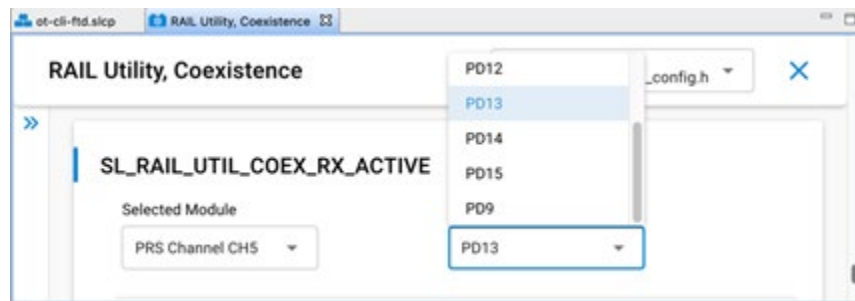 ot-cli-ftd.slcp
RAIL Utility, Coexistence
RAIL Utility, Coexistence
_config.h
PD12
PD13
PD14
PD15
PD9
SL_RAIL_UTIL_COEX_RX_ACTIVE
Selected Module
PRS Channel CH5
PD13